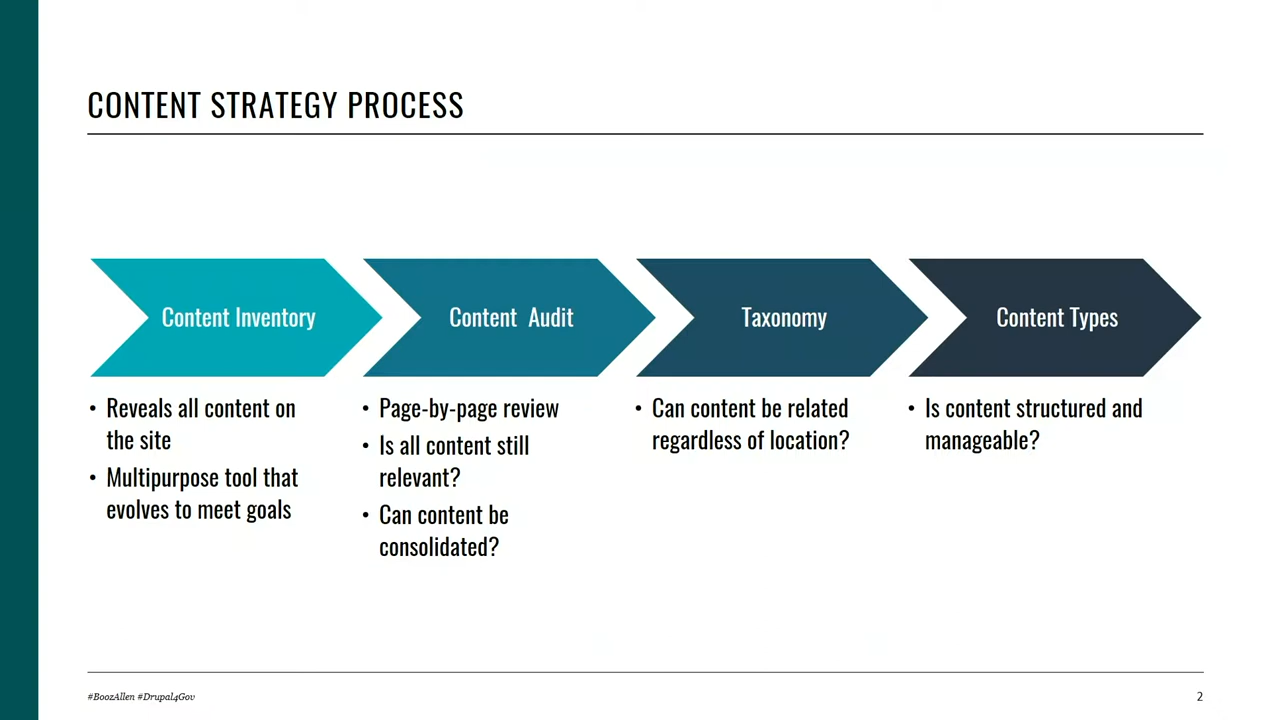 CONTENT STRATEGY PROCESS
Content Inventory
• Reveals all content on
the site
• Multipurpose tool that
evolves to meet goals
Content  Audit
• Page-by-page review
• Is all content still
relevant?
• Can content be
consolidated?
Taxonomy
• Can content be related
regardless of location?
Content Types
• Is content structured and
manageable?
#BoozAllen #Drupal4Gov
2